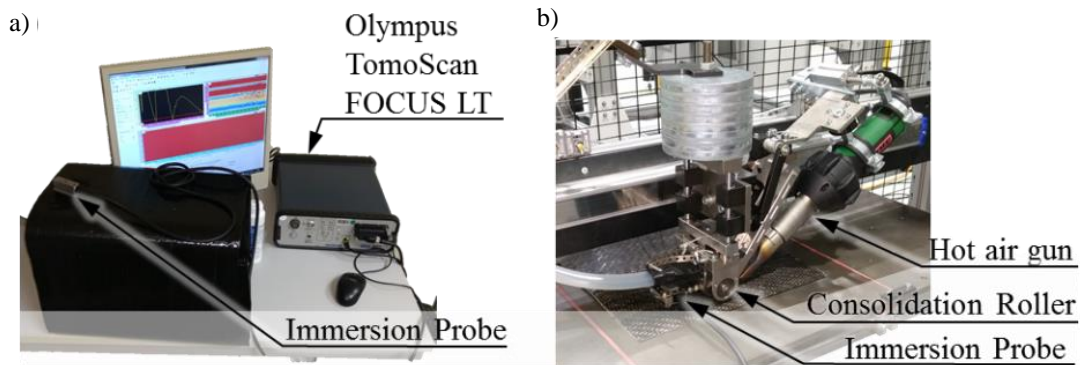 a)
Olympus
TomoScan
FOCUS LT
Immersion Probe
b)
Hot air gun
Consolidation Roller
Immersion Probe